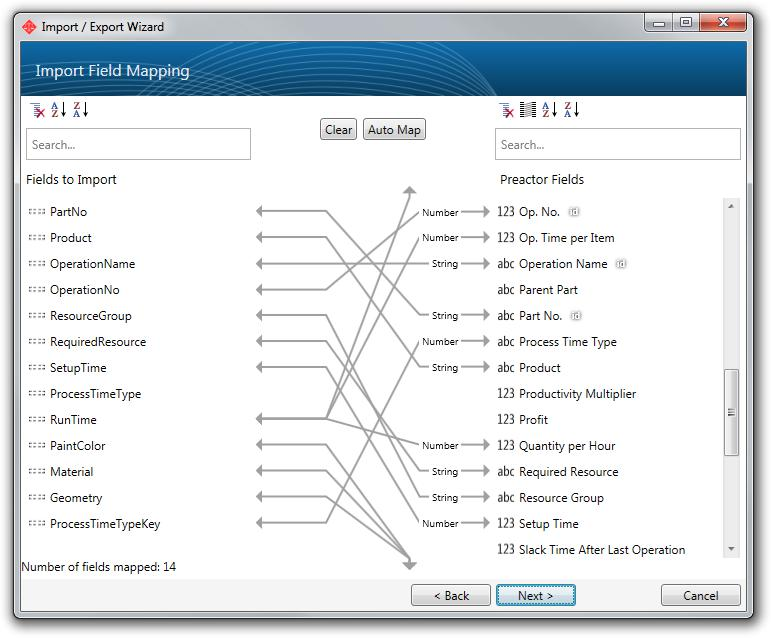 Import / Export Wizard
Import Field Mapping
Clear
Auto Map
Search...
Search...
Fields to Import
Preactor Fields
PartNo
Number
123 Op. No. id
Product
Number
123 Op. Time per Item
OperationName
String
abc Operation Name id
OperationNo
abc Parent Part
ResourceGroup
String
abc Part No. id
RequiredResource
Number
abc Process Time Type
SetupTime
String
abc Product
ProcessTimeType
123 Productivity Multiplier
RunTime
123 Profit
PaintColor
Number
123 Quantity per Hour
Material
String
abc Required Resource
Geometry
String
abc Resource Group
ProcessTimeTypeKey
Number
123 Setup Time
123 Slack Time After Last Operation
Number of fields mapped: 14
< Back
Next >
Cancel